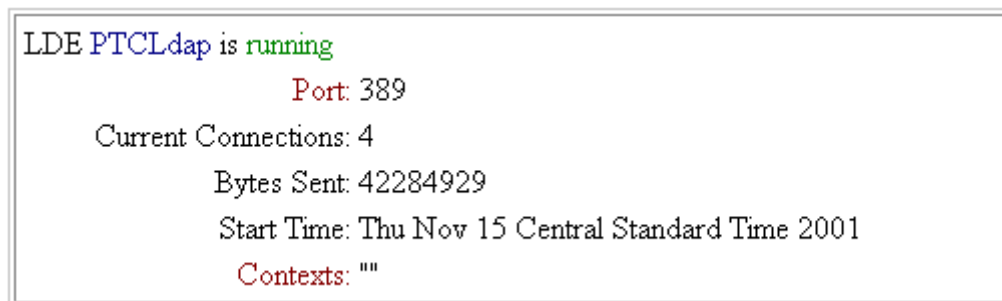 LDE PTCLdap is running
Port: 389
Current Connections: 4
Bytes Sent: 42284929
Start Time: Thu Nov 15 Central Standard Time 2001
Contexts: ""